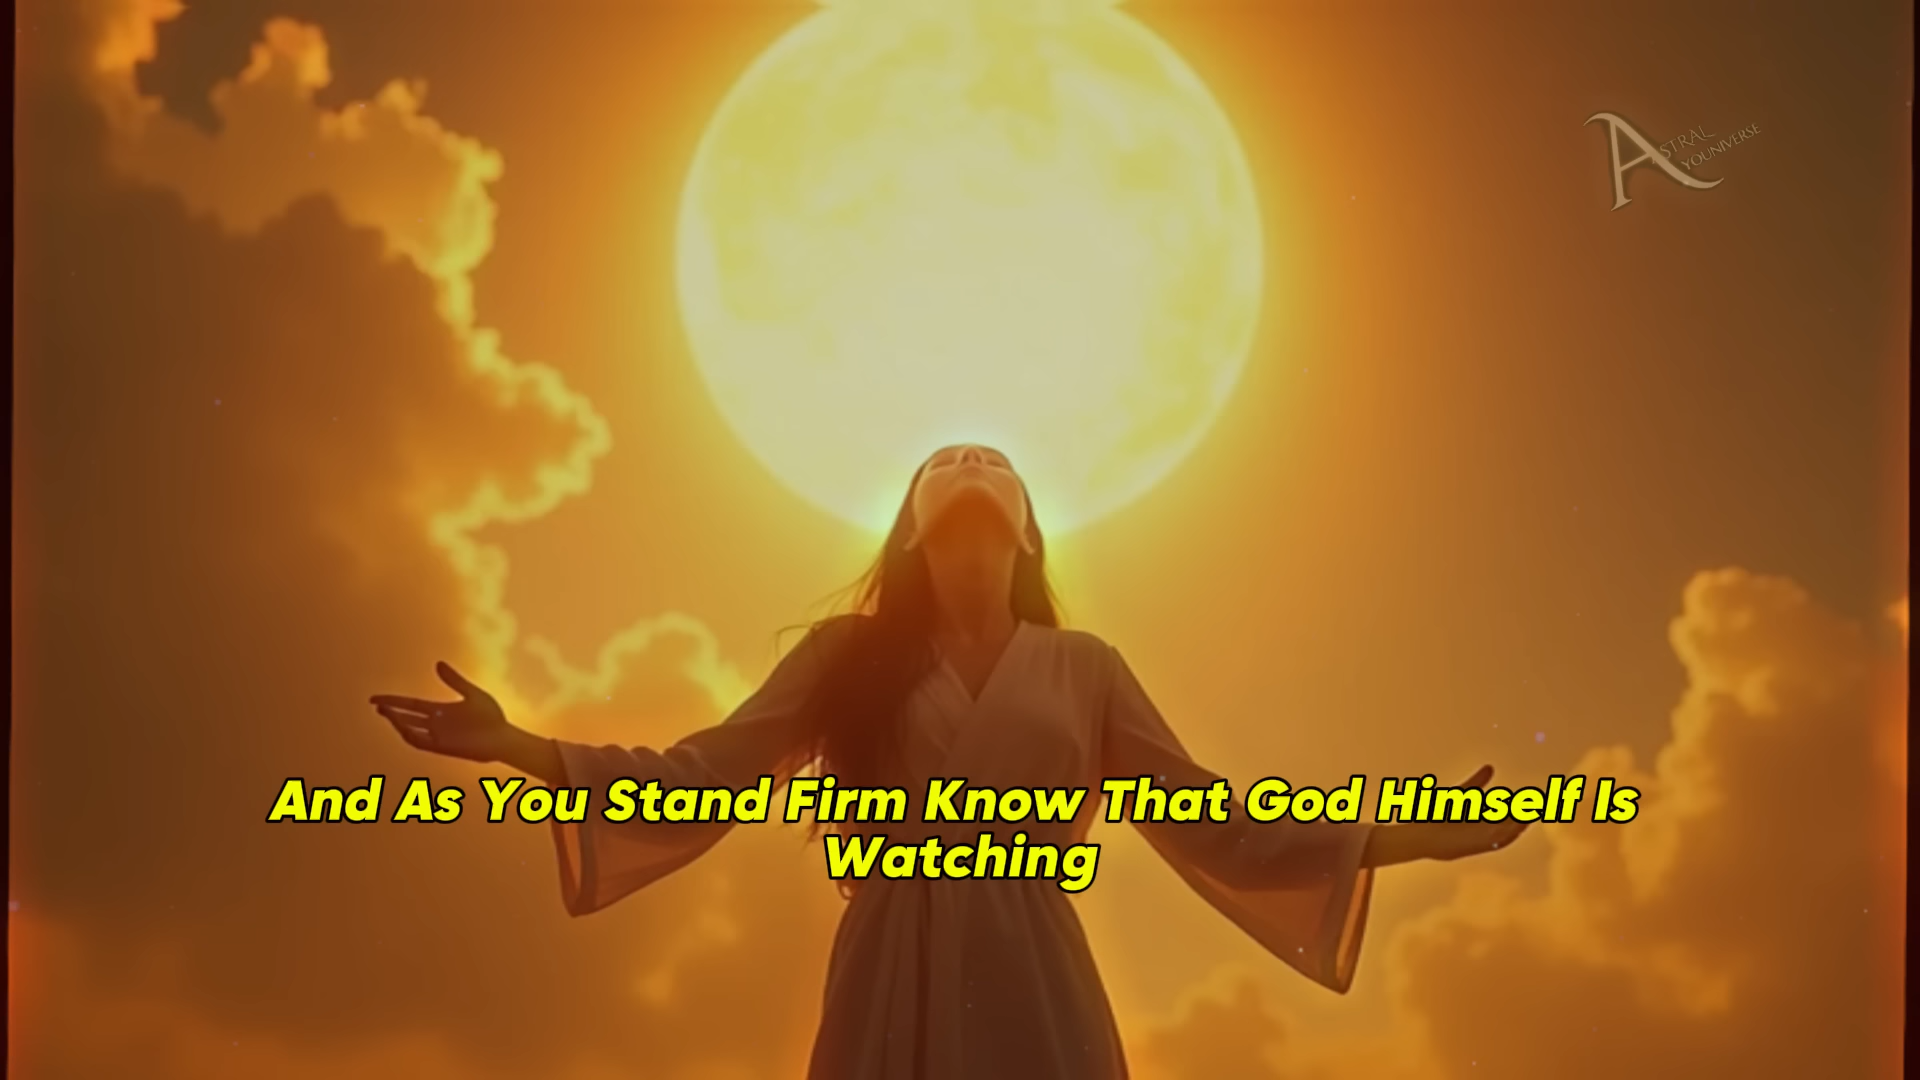 ASTRAL
YOUNIVERSE
And As You Stand Firm Know That God Himself Is
Watching